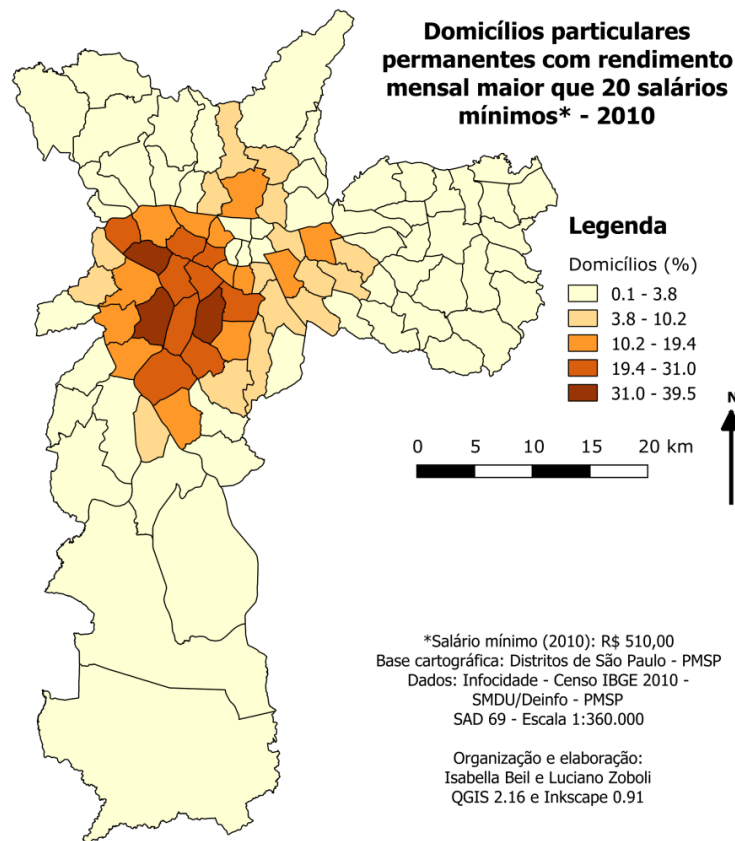 Domicílios particulares
permanentes com rendimento
mensal maior que 20 salários
mínimos* - 2010
Legenda
Domicílios (%)
0.1 - 3.8
3.8 - 10.2
10.2 - 19.4
19.4 - 31.0
31.0 - 39.5
N
0 5 10 15 20 km
*Salário mínimo (2010): R$ 510,00
Base cartográfica: Distritos de São Paulo - PMSP
Dados: Infocidade - Censo IBGE 2010 -
SMDU/Deinfo - PMSP
SAD 69 - Escala 1:360.000
Organização e elaboração:
Isabella Beil e Luciano Zoboli
QGIS 2.16 e Inkscape 0.91